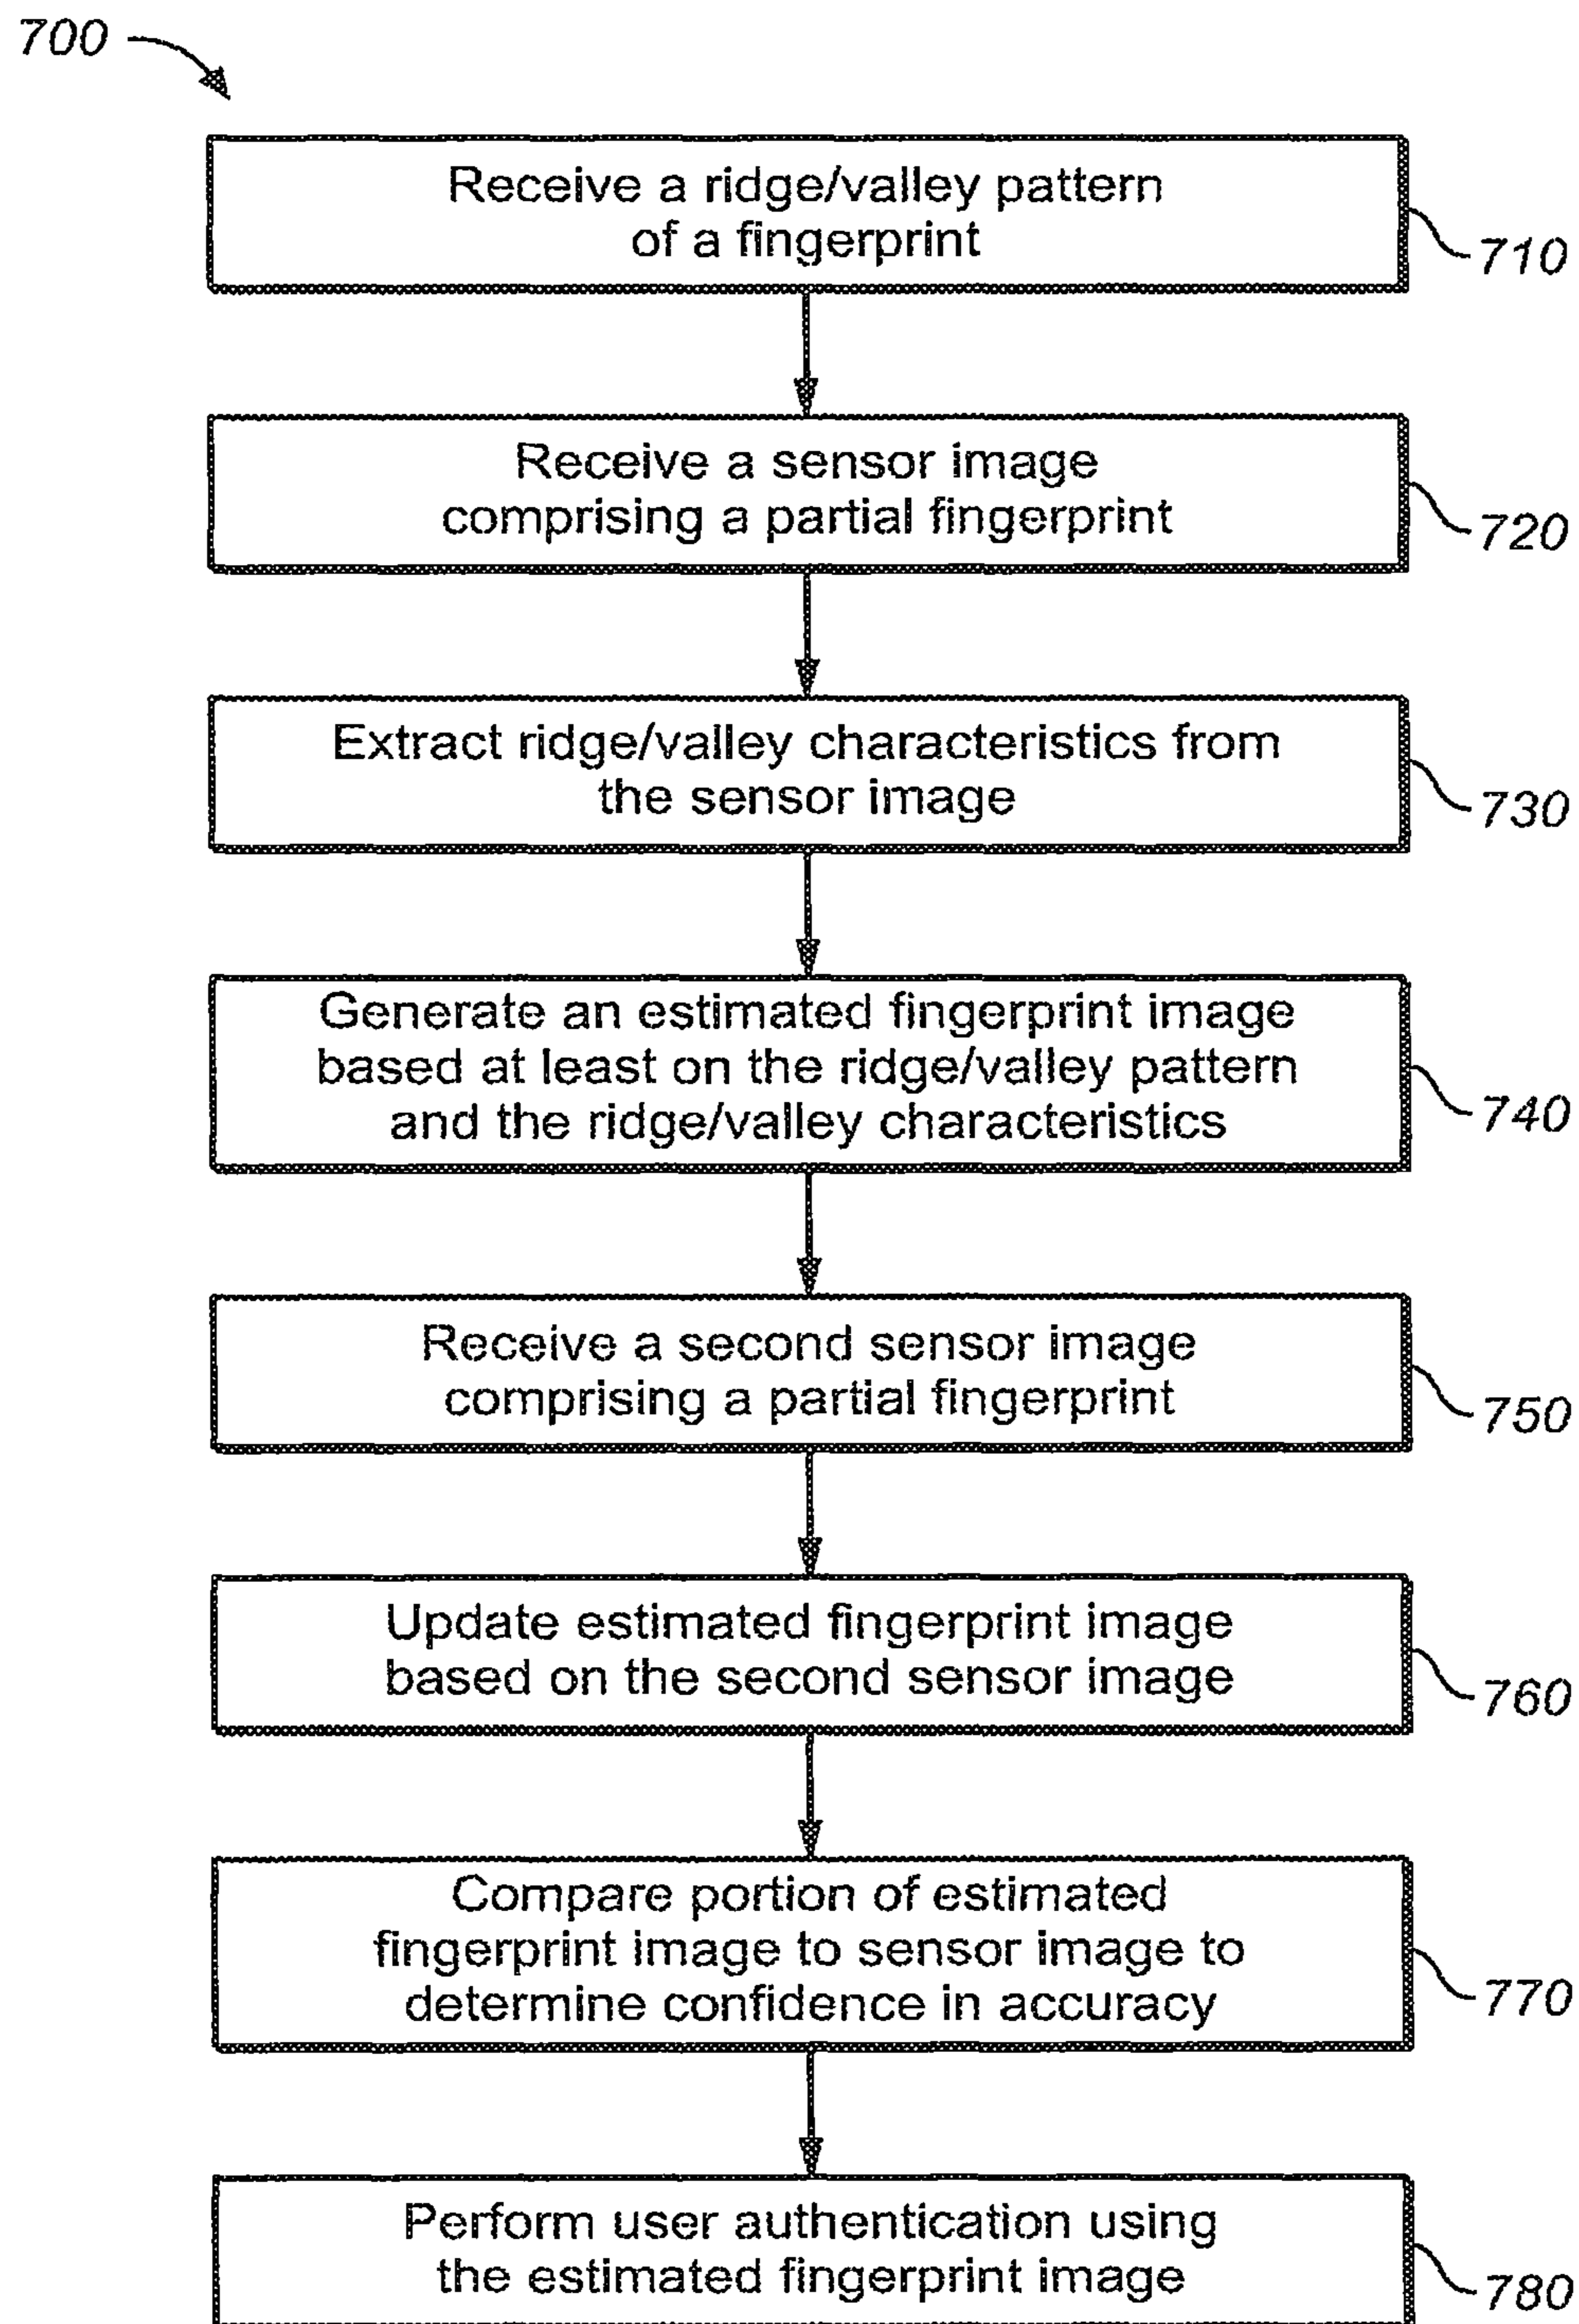 700
Receive a ridge/valley pattern
of a fingerprint
710
Receive a sensor image
comprising a partial fingerprint
720
Extract ridge/valley characteristics from
the sensor image
730
Generate an estimated fingerprint image
based at least on the ridge/valley pattern
and the ridge/valley characteristics
740
Receive a second sensor image
comprising a partial fingerprint
750
Update estimated fingerprint image
based on the second sensor image
760
Compare portion of estimated
fingerprint image to sensor image to
determine confidence in accuracy
770
Perform user authentication using
the estimated fingerprint image
780